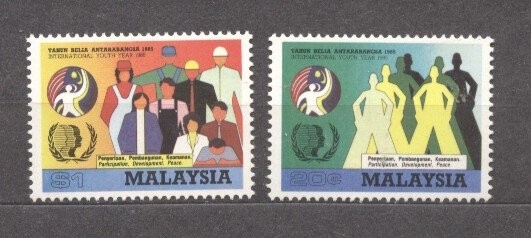 TAHUN BELIA ANTARABANGSA 1985
INTERNATIONAL YOUTH YEAR 1985
Penyertaan, Pembangunan, Keamanan.
Participation, Development, Peace.
$1 MALAYSIA
TAHUN BELIA ANTARABANGSA 1985
INTERNATIONAL YOUTH YEAR 1985
Penyertaan, Pembangunan, Keamanan.
Participation, Development, Peace.
20¢ MALAYSIA